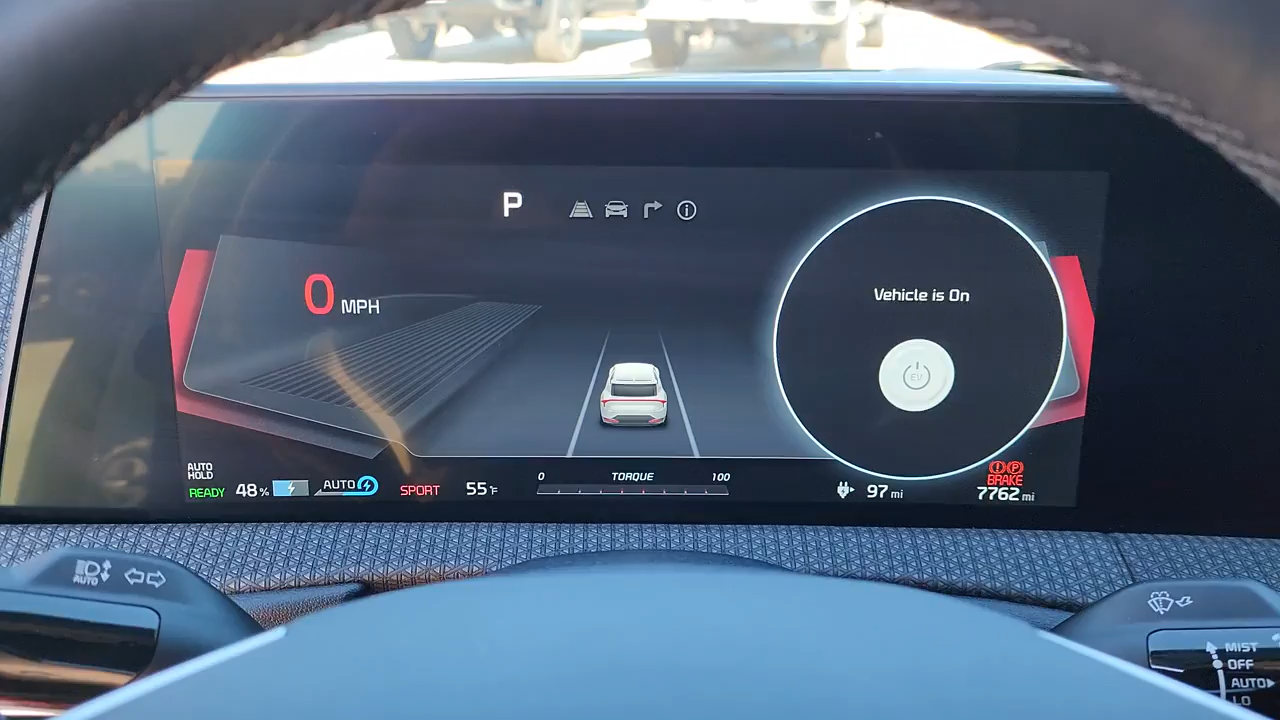 P
0 MPH
Vehicle is On
EV
AUTO
HOLD
READY
48%
AUTO
SPORT
55°F
0 TORQUE 100
97 mi
P
BRAKE
7762 mi
AUTO
MIST
OFF
AUTO
LO